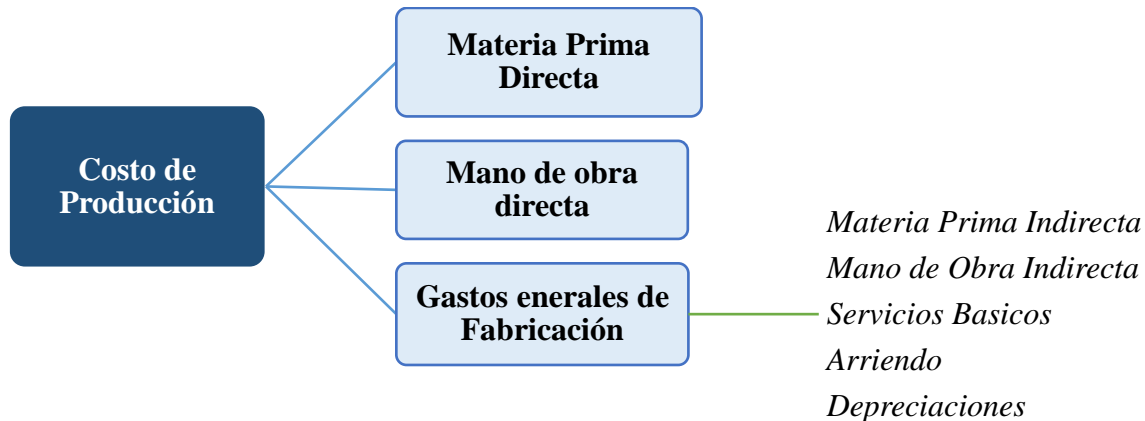 Costo de
Producción
Materia Prima
Directa
Mano de obra
directa
Gastos enerales de
Fabricación
Materia Prima Indirecta
Mano de Obra Indirecta
Servicios Basicos
Arriendo
Depreciaciones